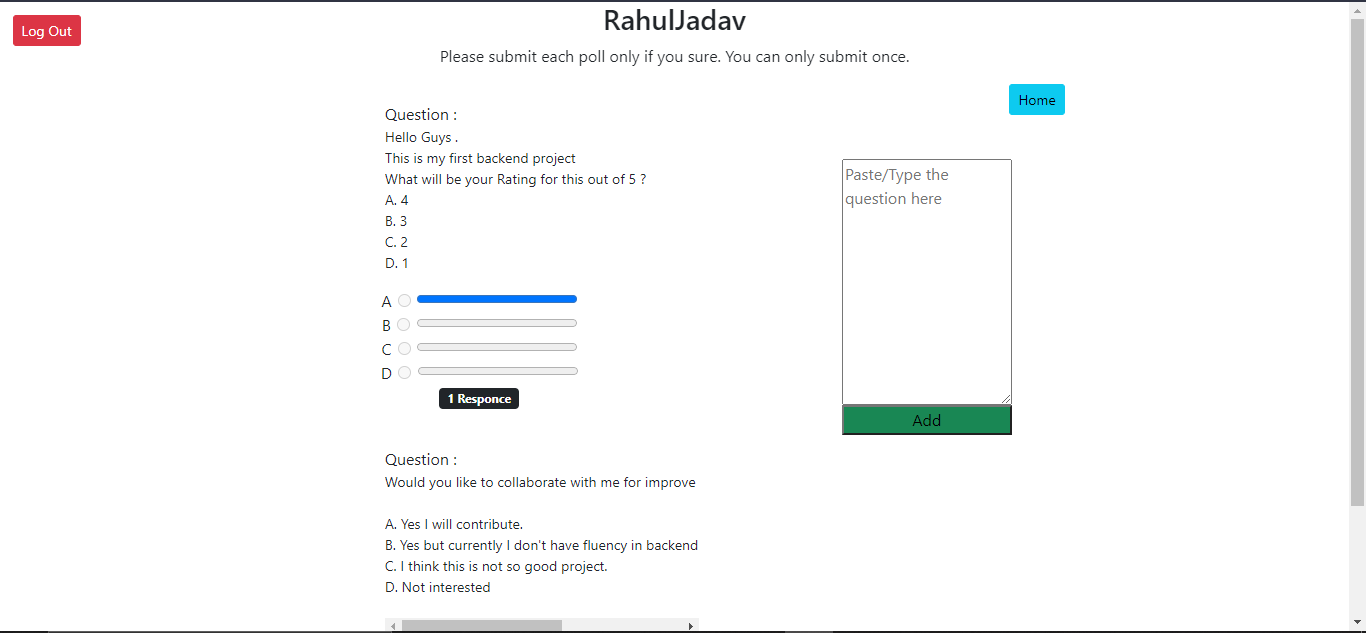 Log Out
RahulJadav
Please submit each poll only if you sure. You can only submit once.
Home
Question :
Hello Guys .
This is my first backend project
What will be your Rating for this out of 5 ?
A. 4
B. 3
C. 2
D. 1
A
B
C
D
1 Responce
Paste/Type the
question here
Add
Question :
Would you like to collaborate with me for improve
A. Yes I will contribute.
B. Yes but currently I don't have fluency in backend
C. I think this is not so good project.
D. Not interested